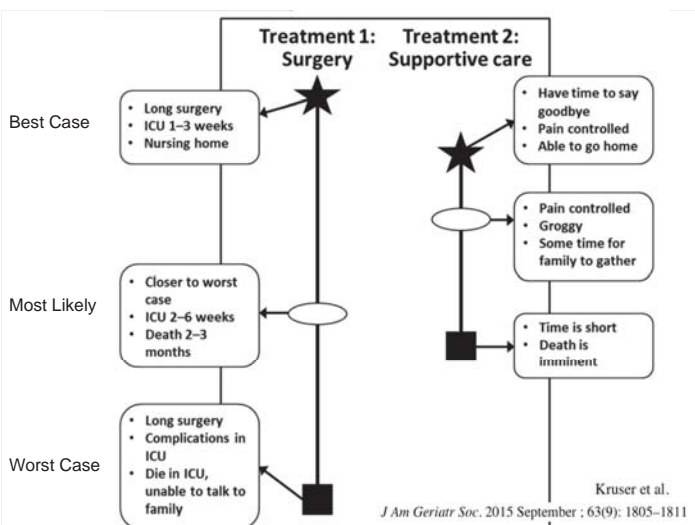 Treatment 1:
Surgery
Treatment 2:
Supportive care
Best Case
• Long surgery
• ICU 1–3 weeks
• Nursing home
• Have time to say
goodbye
• Pain controlled
• Able to go home
• Pain controlled
• Groggy
• Some time for
family to gather
Most Likely
• Closer to worst
case
• ICU 2–6 weeks
• Death 2–3
months
• Time is short
• Death is
imminent
Worst Case
• Long surgery
• Complications in
ICU
• Die in ICU,
unable to talk to
family
Kruser et al.
J Am Geriatr Soc. 2015 September ; 63(9): 1805–1811